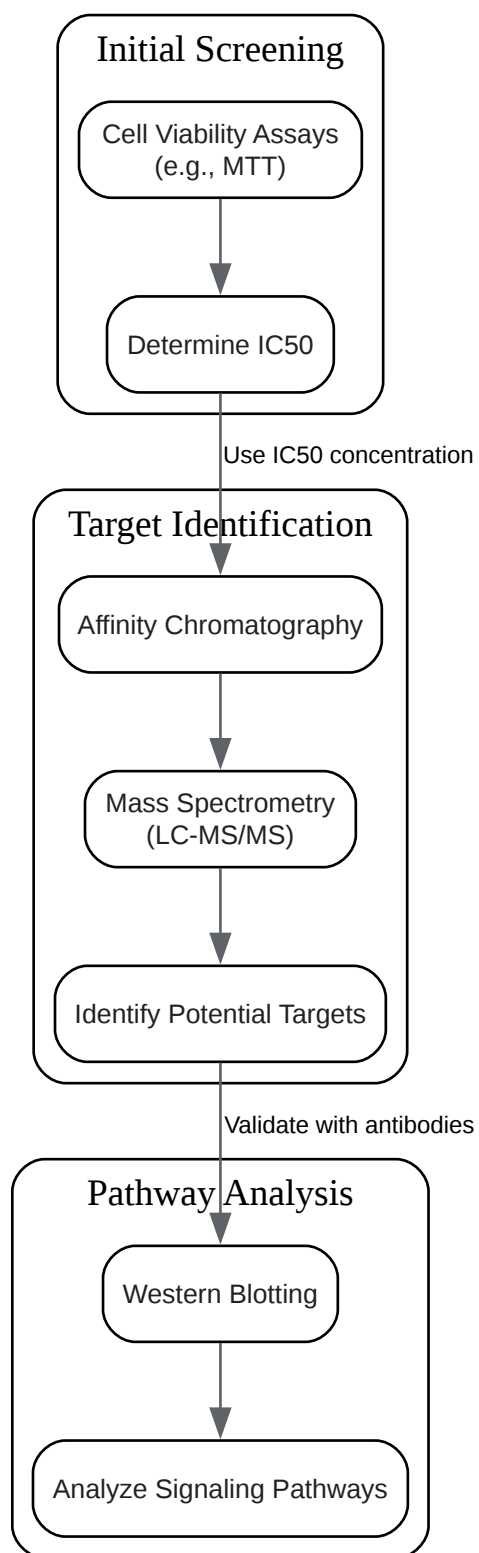 Initial Screening
Cell Viability Assays
(e.g., MTT)
Determine IC50
Use IC50 concentration
Target Identification
Affinity Chromatography
Mass Spectrometry
(LC-MS/MS)
Identify Potential Targets
Validate with antibodies
Pathway Analysis
Western Blotting
Analyze Signaling Pathways